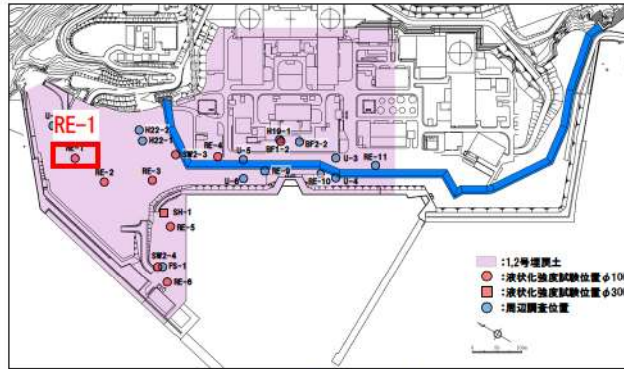 RE-1
H22-2
H22-1
SW2-3
RE-4
U-5
U-6
H19-1
BF1-2
BF2-2
U-3
RE-11
RE-9
RE-10
U-4
RE-1
RE-2
RE-3
SH-1
RE-5
SW2-4
FS-1
RE-6
:1,2号埋戻土
:液状化強度試験位置φ100
:液状化強度試験位置φ300
:周辺調査位置